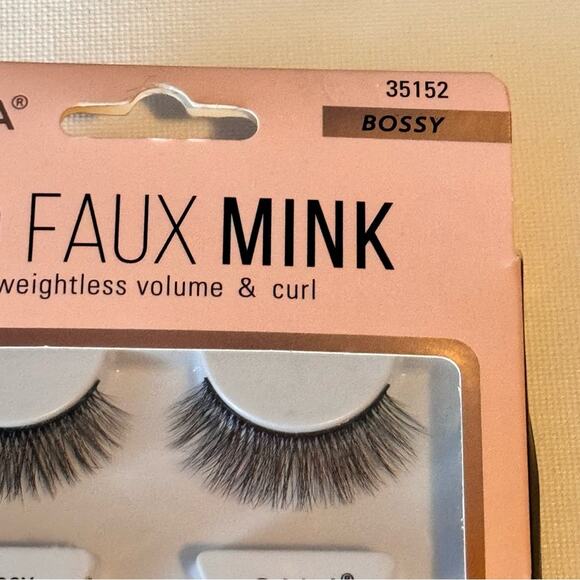 35152
A®
BOSSY
FAUX MINK
weightless volume & curl